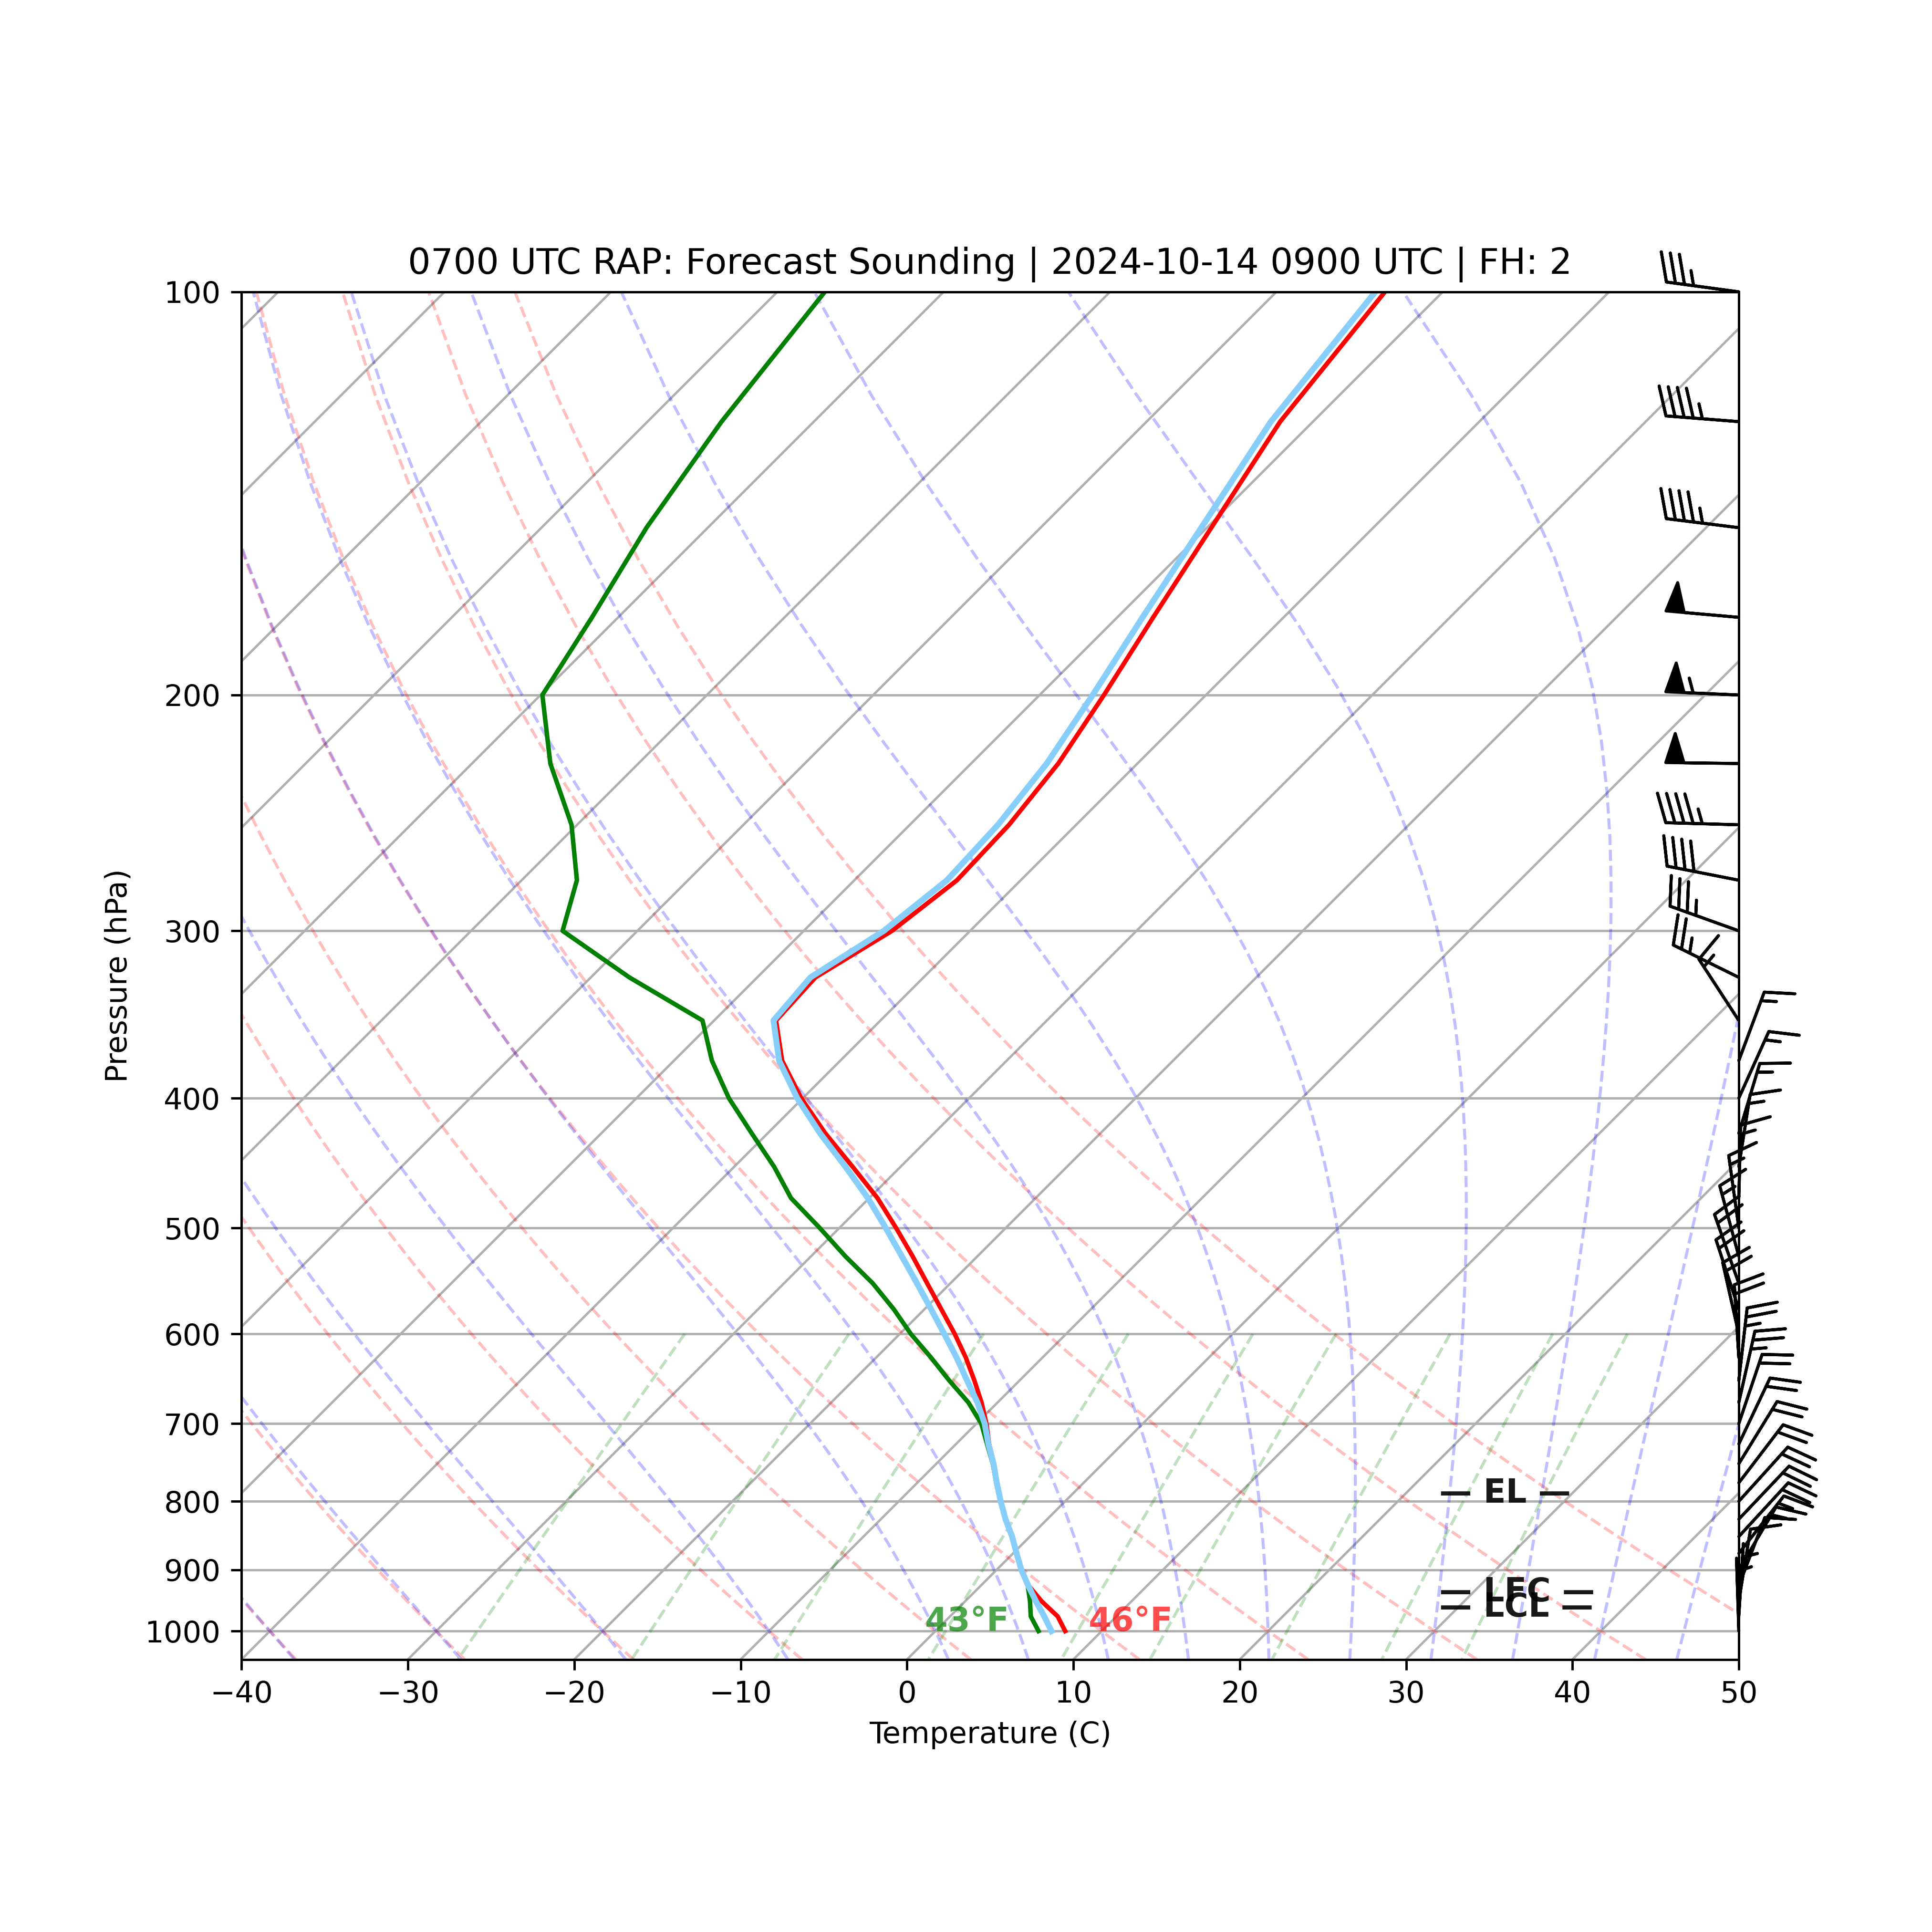 0700 UTC RAP: Forecast Sounding | 2024-10-14 0900 UTC | FH: 2
100
200
300
400
500
600
700
800
900
1000
Pressure (hPa)
— EL —
— LFC —
— LCL —
43°F
46°F
−40
−30
−20
−10
0
10
20
30
40
50
Temperature (C)